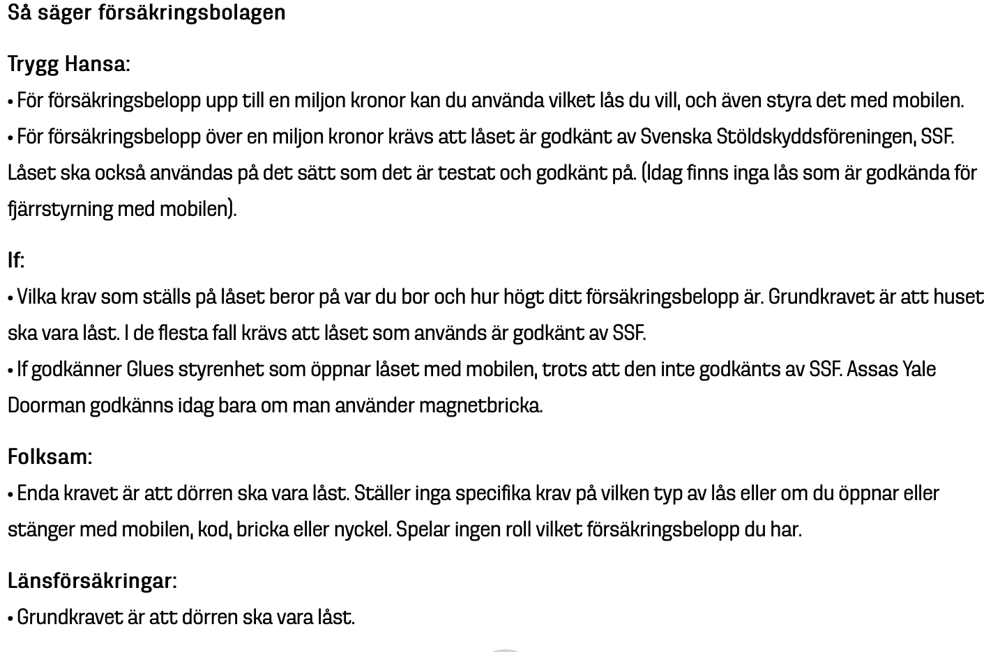 Så säger försäkringsbolagen
Trygg Hansa:
• För försäkringsbelopp upp till en miljon kronor kan du använda vilket lås du vill, och även styra det med mobilen.
• För försäkringsbelopp över en miljon kronor krävs att låset är godkänt av Svenska Stöldskyddsföreningen, SSF.
Låset ska också användas på det sätt som det är testat och godkänt på. (Idag finns inga lås som är godkända för
fjärrstyrning med mobilen).
If:
• Vilka krav som ställs på låset beror på var du bor och hur högt ditt försäkringsbelopp är. Grundkravet är att huset
ska vara låst. I de flesta fall krävs att låset som används är godkänt av SSF.
• If godkänner Glues styrenhet som öppnar låset med mobilen, trots att den inte godkänts av SSF. Assas Yale
Doorman godkänns idag bara om man använder magnetbricka.
Folksam:
• Enda kravet är att dörren ska vara låst. Ställer inga specifika krav på vilken typ av lås eller om du öppnar eller
stänger med mobilen, kod, bricka eller nyckel. Spelar ingen roll vilket försäkringsbelopp du har.
Länsförsäkringar:
• Grundkravet är att dörren ska vara låst.